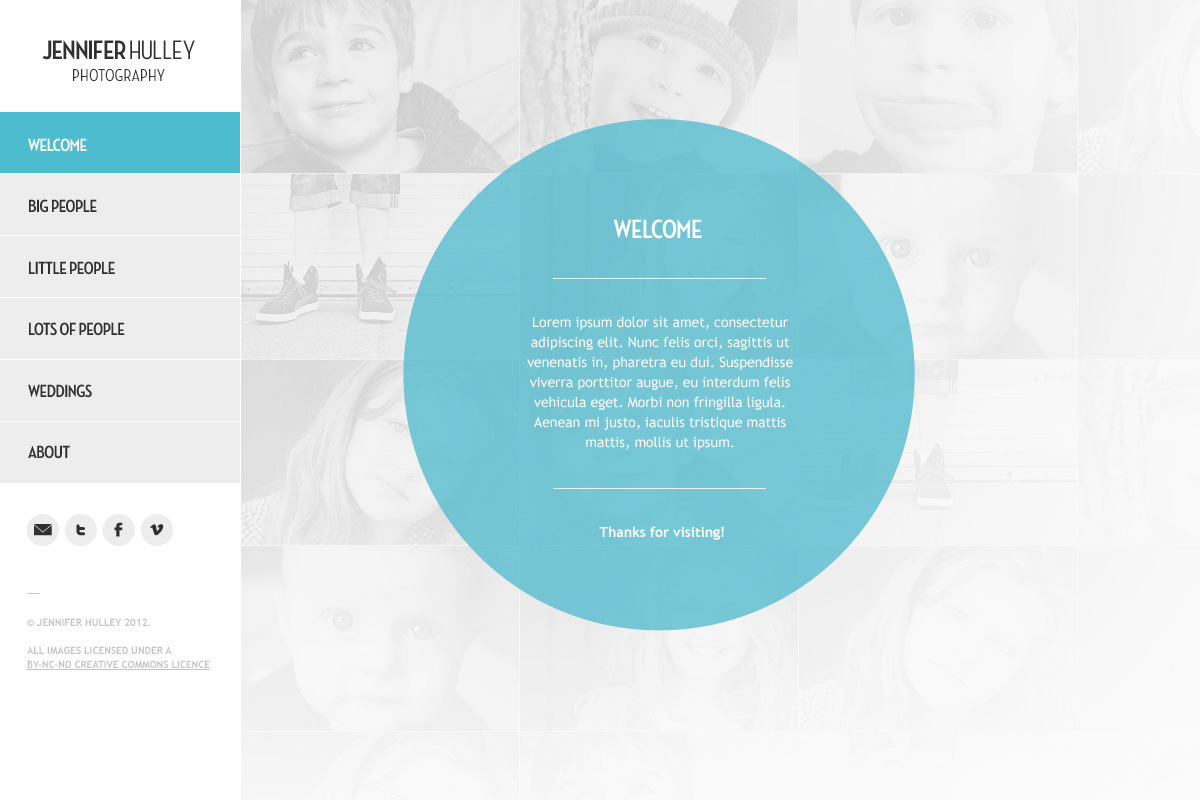 JENNIFER HULLEY
PHOTOGRAPHY
WELCOME
BIG PEOPLE
LITTLE PEOPLE
LOTS OF PEOPLE
WEDDINGS
ABOUT
© JENNIFER HULLEY 2012.
ALL IMAGES LICENSED UNDER A
BY-NC-ND CREATIVE COMMONS LICENCE
WELCOME
Lorem ipsum dolor sit amet, consectetur
adipiscing elit. Nunc felis orci, sagittis ut
venenatis in, pharetra eu dui. Suspendisse
viverra porttitor augue, eu interdum felis
vehicula eget. Morbi non fringilla ligula.
Aenean mi justo, iaculis tristique mattis
mattis, mollis ut ipsum.
Thanks for visiting!